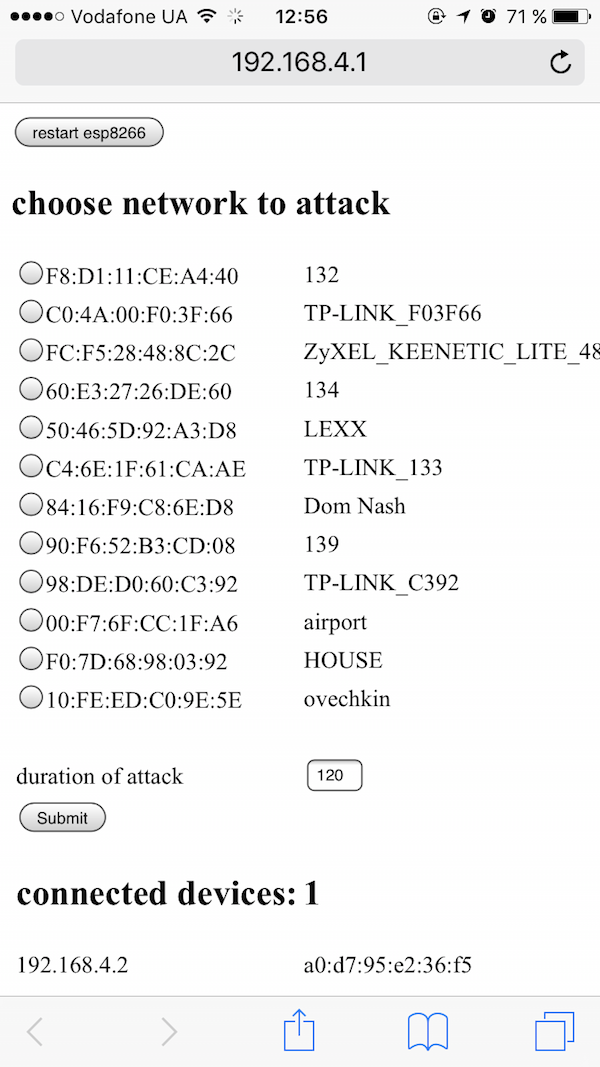 Vodafone UA 12:56 71 %
192.168.4.1
restart esp8266
choose network to attack
F8:D1:11:CE:A4:40 132
C0:4A:00:F0:3F:66 TP-LINK_F03F66
FC:F5:28:48:8C:2C ZyXEL_KEENETIC_LITE_48
60:E3:27:26:DE:60 134
50:46:5D:92:A3:D8 LEXX
C4:6E:1F:61:CA:AE TP-LINK_133
84:16:F9:C8:6E:D8 Dom Nash
90:F6:52:B3:CD:08 139
98:DE:D0:60:C3:92 TP-LINK_C392
00:F7:6F:CC:1F:A6 airport
F0:7D:68:98:03:92 HOUSE
10:FE:ED:C0:9E:5E ovechkin
duration of attack 120
Submit
connected devices: 1
192.168.4.2 a0:d7:95:e2:36:f5